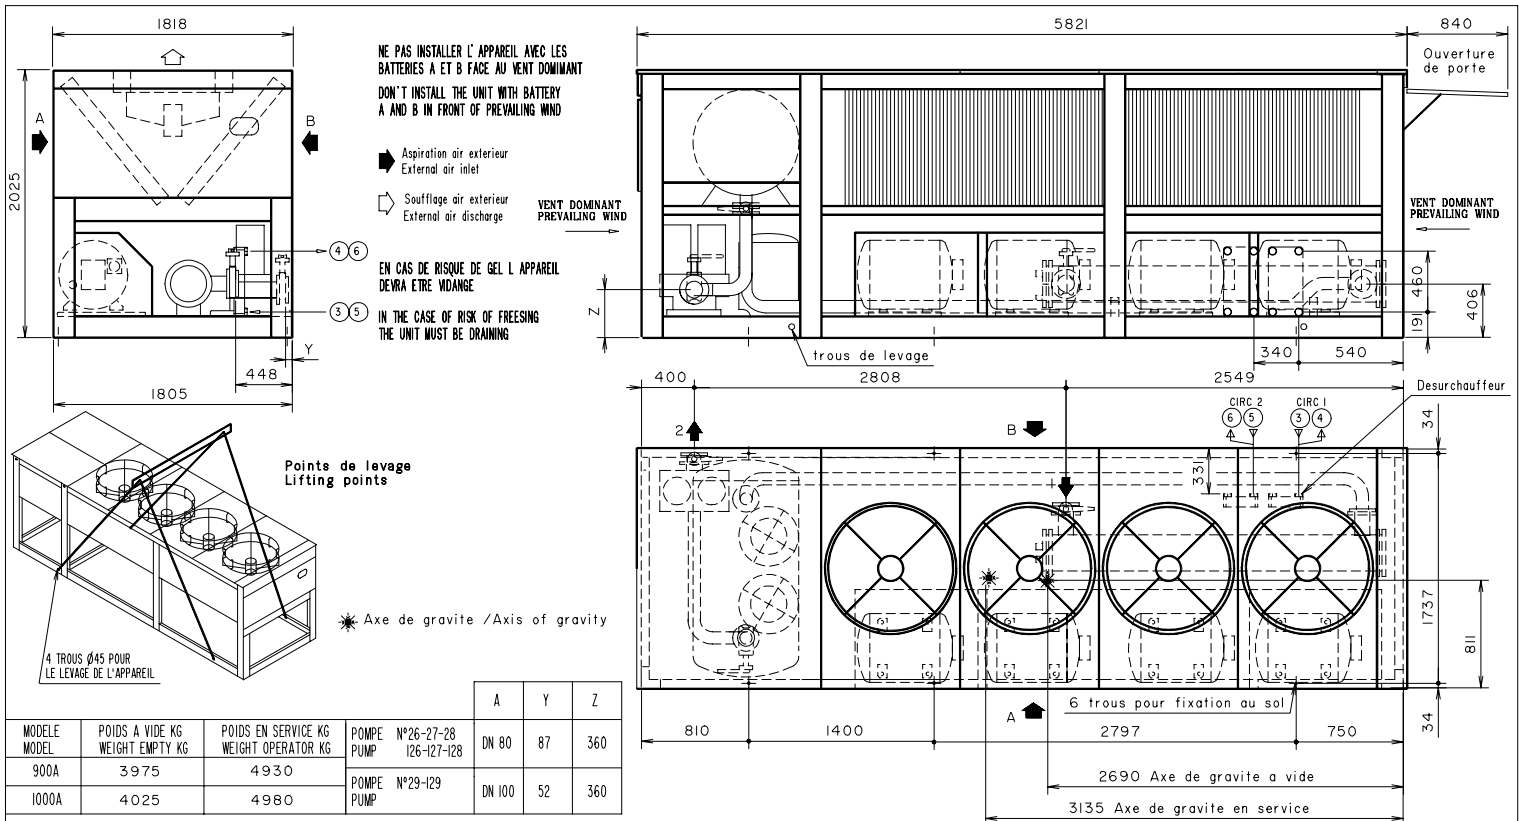 1818
5821
840
NE PAS INSTALLER L' APPAREIL AVEC LES
BATTERIES A ET B FACE AU VENT DOMIMANT
DON'T INSTALL THE UNIT WITH BATTERY
A AND B IN FRONT OF PREVAILING WIND
Ouverture
de porte
A
B
2025
Aspiration air exterieur
External air inlet
Soufflage air exterieur
External air discharge
VENT DOMINANT
PREVAILING WIND
VENT DOMINANT
PREVAILING WIND
4 6
3 5
EN CAS DE RISQUE DE GEL L APPAREIL
DEVRA ETRE VIDANGE
IN THE CASE OF RISK OF FREESING
THE UNIT MUST BE DRAINING
Z
460
191
406
Y
448
1805
trous de levage
340
540
400
2808
2549
Desurchauffeur
CIRC 2
CIRC 1
6 5
3 4
34
2
B
1
331
Points de levage
Lifting points
Axe de gravite /Axis of gravity
1737
811
4 TROUS Ø45 POUR
LE LEVAGE DE L'APPAREIL
A
6 trous pour fixation au sol
34
810
1400
2797
750
2690 Axe de gravite a vide
3135 Axe de gravite en service
A Y Z
MODELE
MODEL
POIDS A VIDE KG
WEIGHT EMPTY KG
POIDS EN SERVICE KG
WEIGHT OPERATOR KG
POMPE N°26-27-28
PUMP 126-127-128
DN 80 87 360
900A 3975 4930
POMPE N°29-129
PUMP
DN 100 52 360
1000A 4025 4980